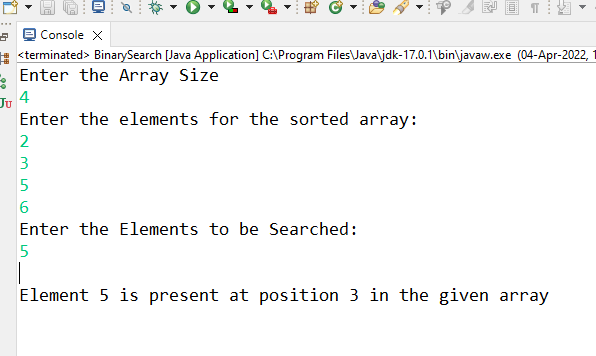 Console
<terminated> BinarySearch [Java Application] C:\Program Files\Java\jdk-17.0.1\bin\javaw.exe (04-Apr-2022, 1
Enter the Array Size
4
Enter the elements for the sorted array:
2
3
5
6
Enter the Elements to be Searched:
5
Element 5 is present at position 3 in the given array